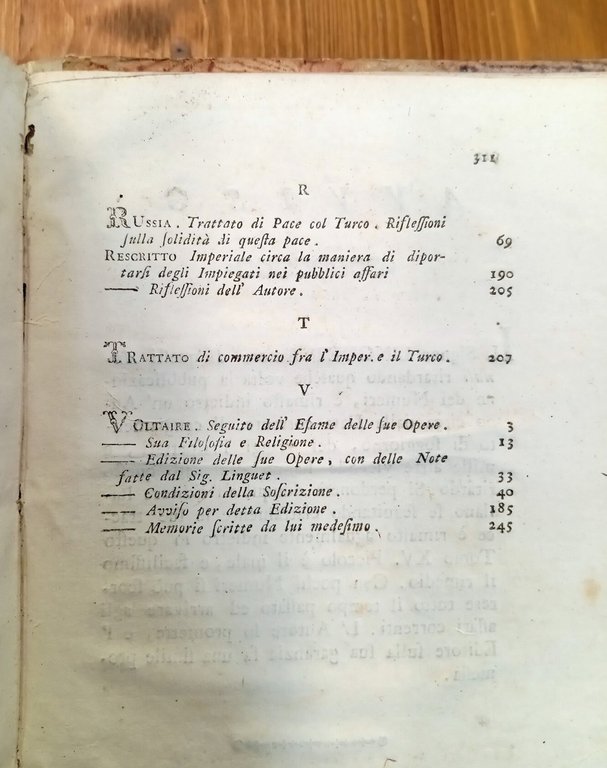 311
R
RUSSIA. Trattato di Pace col Turco. Riflessioni
sulla solidità di questa pace. 69
RESCRITTO Imperiale circa la maniera di dipor-
tarsi degli Impiegati nei pubblici affari 190
—— Riflessioni dell' Autore. 205
T
TRATTATO di commercio fra l'Imper. e il Turco. 207
V
VOLTAIRE. Seguito dell' Esame delle sue Opere. 3
—— Sua Filosofia e Religione. 13
—— Edizione delle sue Opere, con delle Note
fatte dal Sig. Linguet. 33
—— Condizioni della Soscrizione. 40
—— Avviso per detta Edizione. 185
—— Memorie scritte da lui medesimo. 245